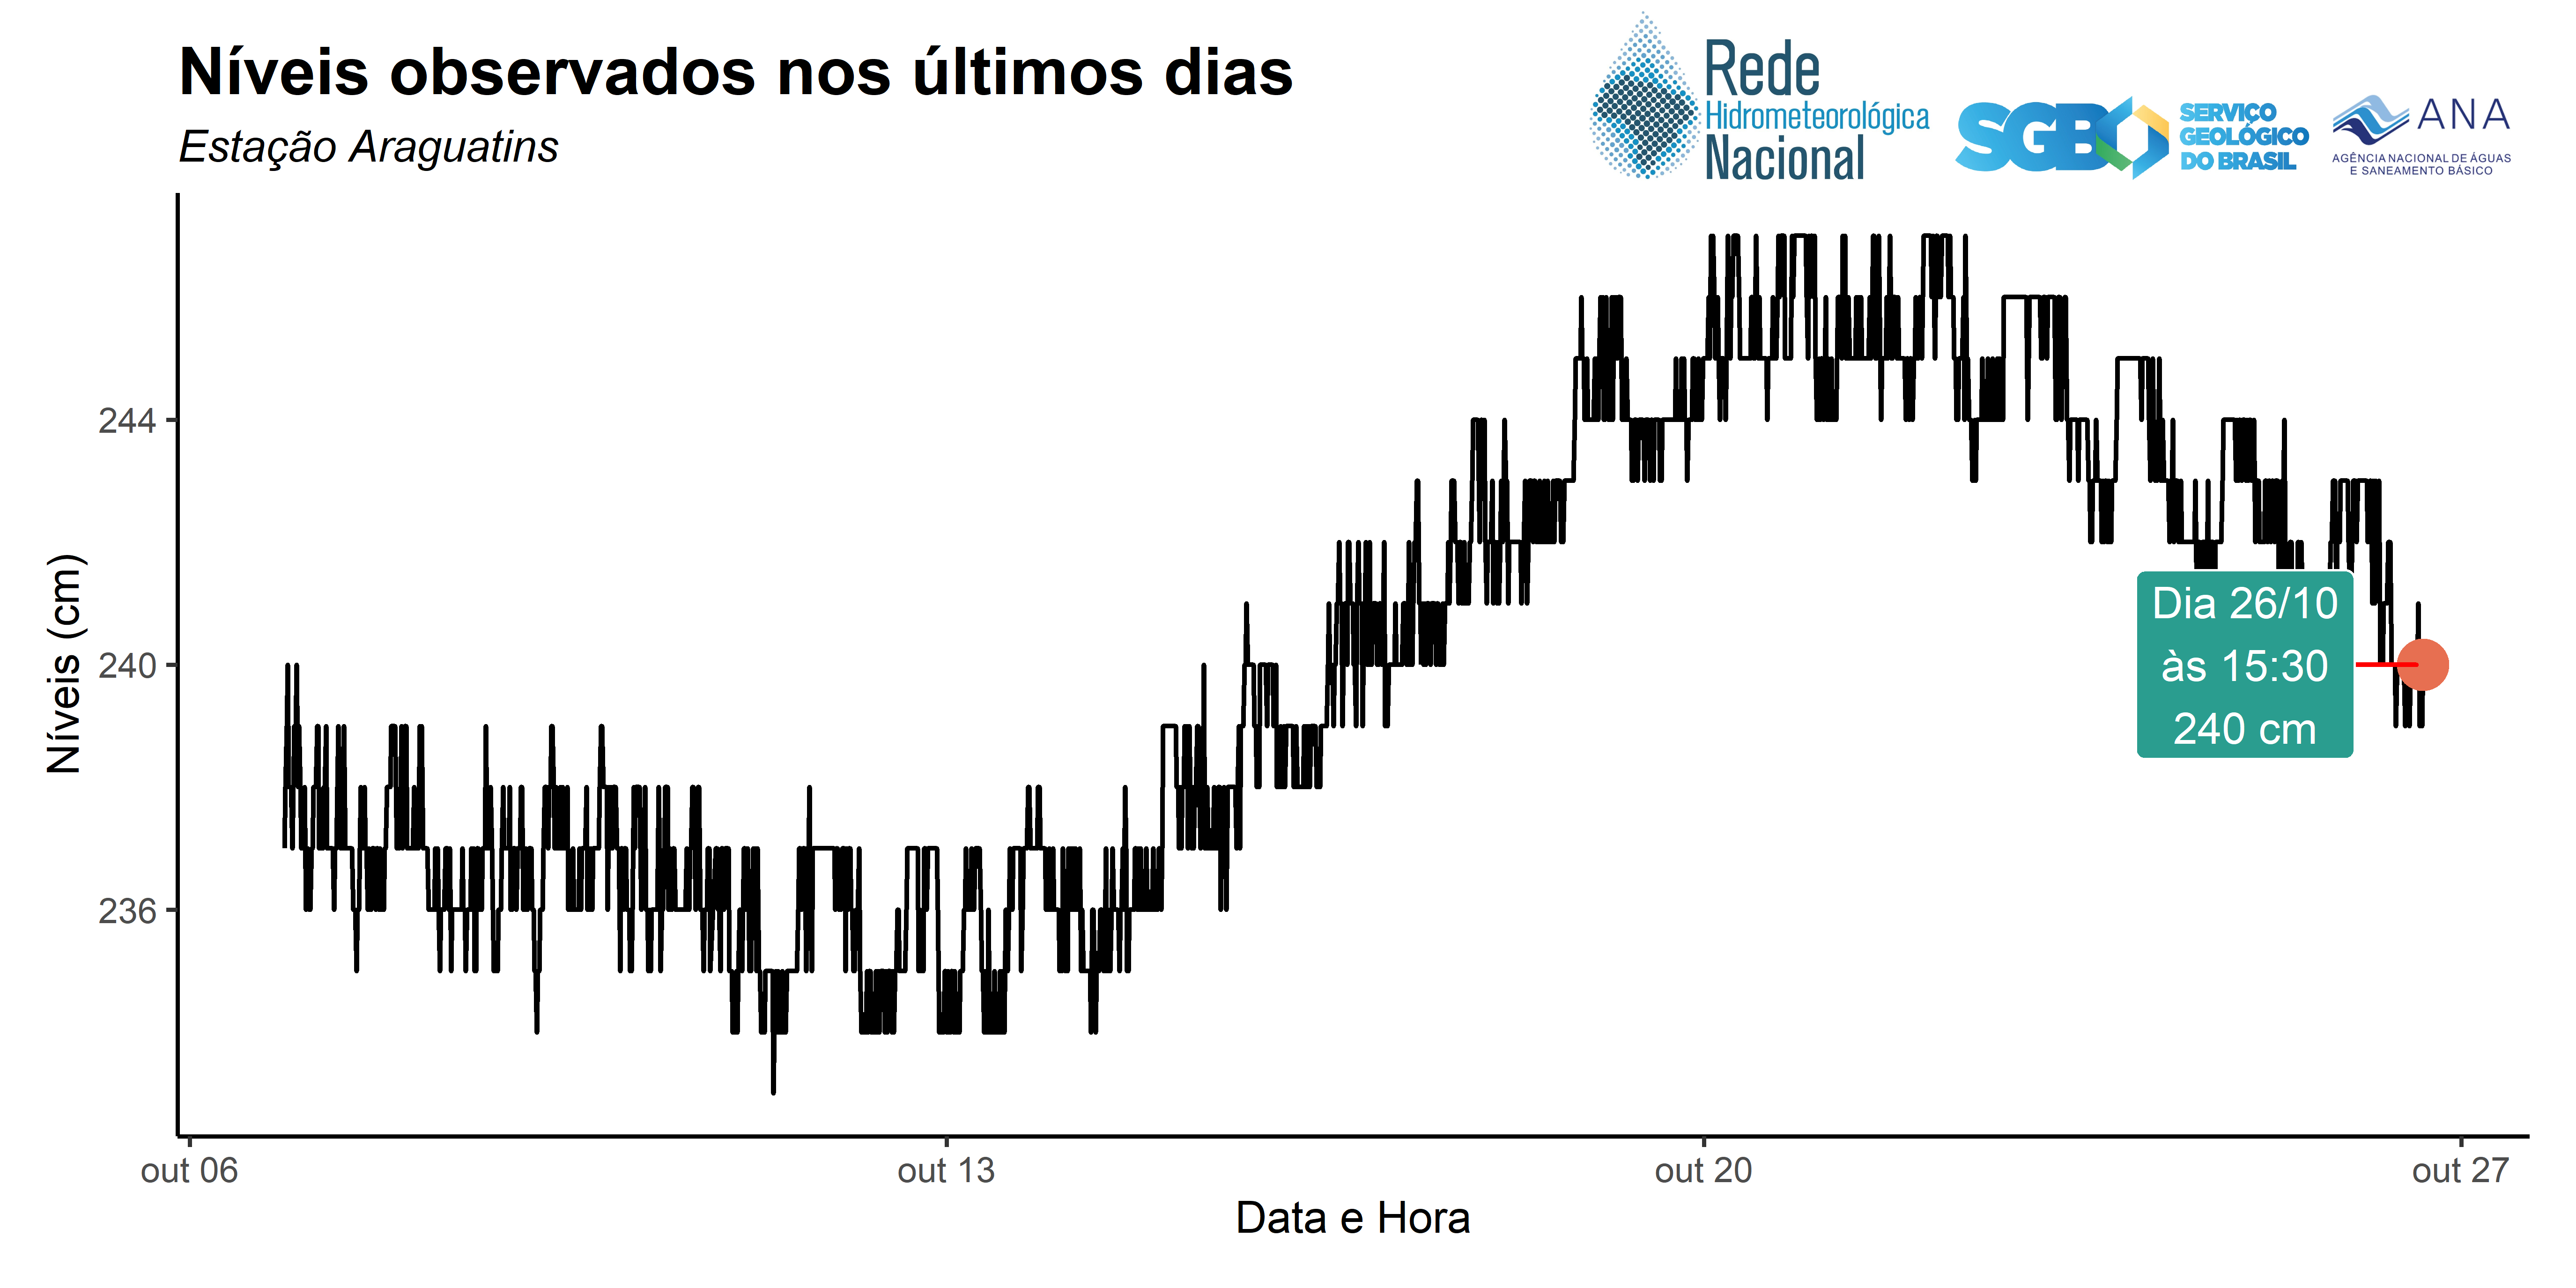 Níveis observados nos últimos dias
Estação Araguatins
Rede
Hidrometeorológica
Nacional
SGB
SERVIÇO
GEOLÓGICO
DO BRASIL
ANA
AGÊNCIA NACIONAL DE ÁGUAS
E SANEAMENTO BÁSICO
Níveis (cm)
244
240
236
Dia 26/10
às 15:30
240 cm
out 06
out 13
out 20
out 27
Data e Hora